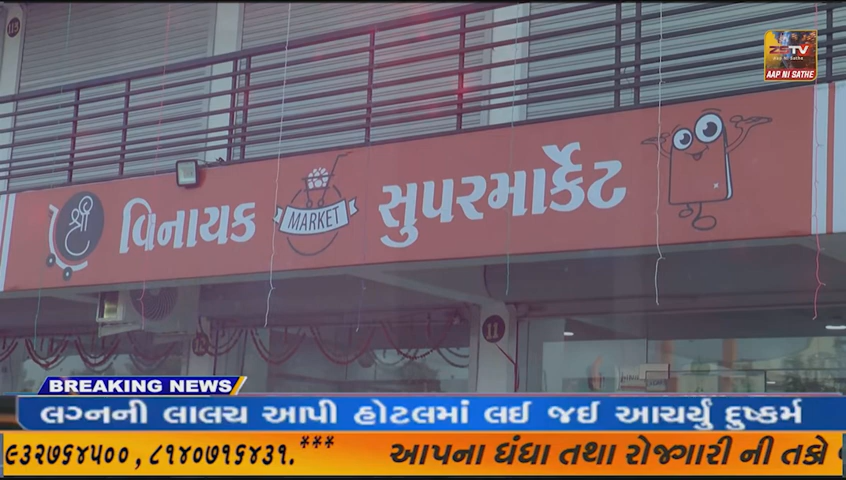 AAP NI SATHE
શ્રી વિનાયક MARKET સુપરમાર્કેટ
11
BREAKING NEWS
લગ્નની લાલચ આપી હોટલમાં લઈ જઈ આચર્યું દુષ્કર્મ
૯૩૨૭૬૪૫૦૦, ૮૧૪૦૭૧૬૪૩૧.*** આપના ધંધા તથા રોજગારી ની તકો